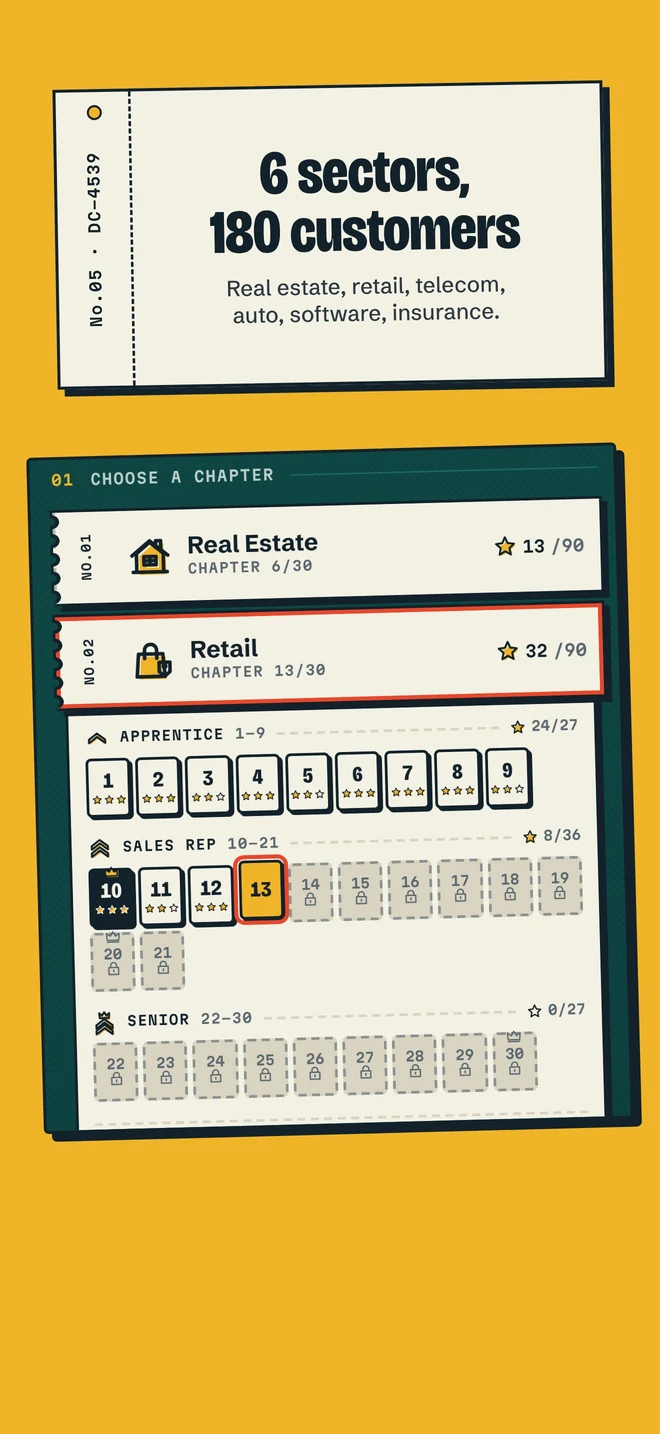 No.05 · DC—4539
6 sectors,
180 customers
Real estate, retail, telecom,
auto, software, insurance.
01 CHOOSE A CHAPTER
NO.01
Real Estate
CHAPTER 6/30
13 /90
NO.02
Retail
CHAPTER 13/30
32 /90
APPRENTICE 1—9 24/27
1 2 3 4 5 6 7 8 9
SALES REP 10—21 8/36
10 11 12 13 14 15 16 17 18 19
20 21
SENIOR 22—30 0/27
22 23 24 25 26 27 28 29 30